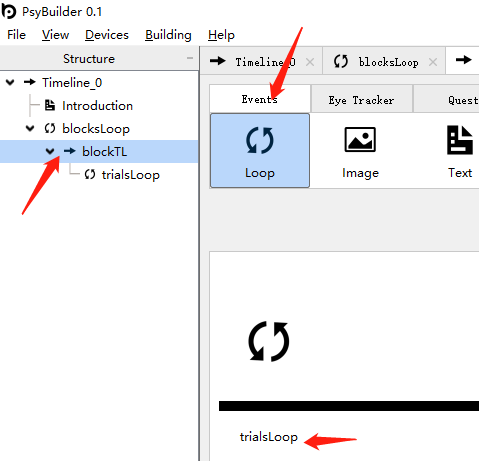 PsyBuilder 0.1
File View Devices Building Help
Structure
Timeline_0 blocksLoop
Timeline_0
Introduction
blocksLoop
blockTL
trialsLoop
Events Eye Tracker Quest
Loop Image Text
trialsLoop